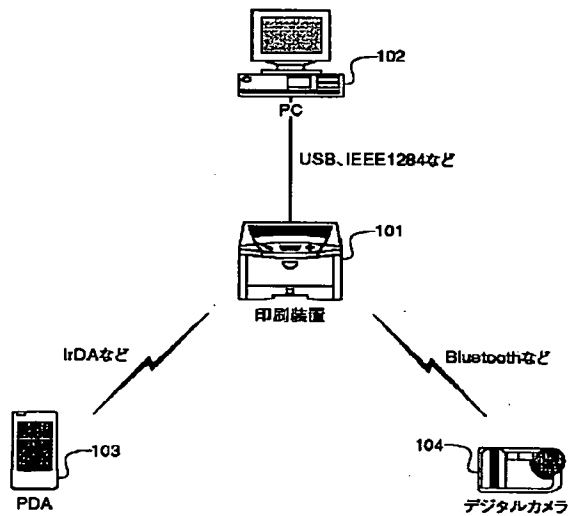 102
PC
USB、IEEE1284など
101
印刷装置
IrDAなど
Bluetoothなど
103
PDA
104
デジタルカメラ